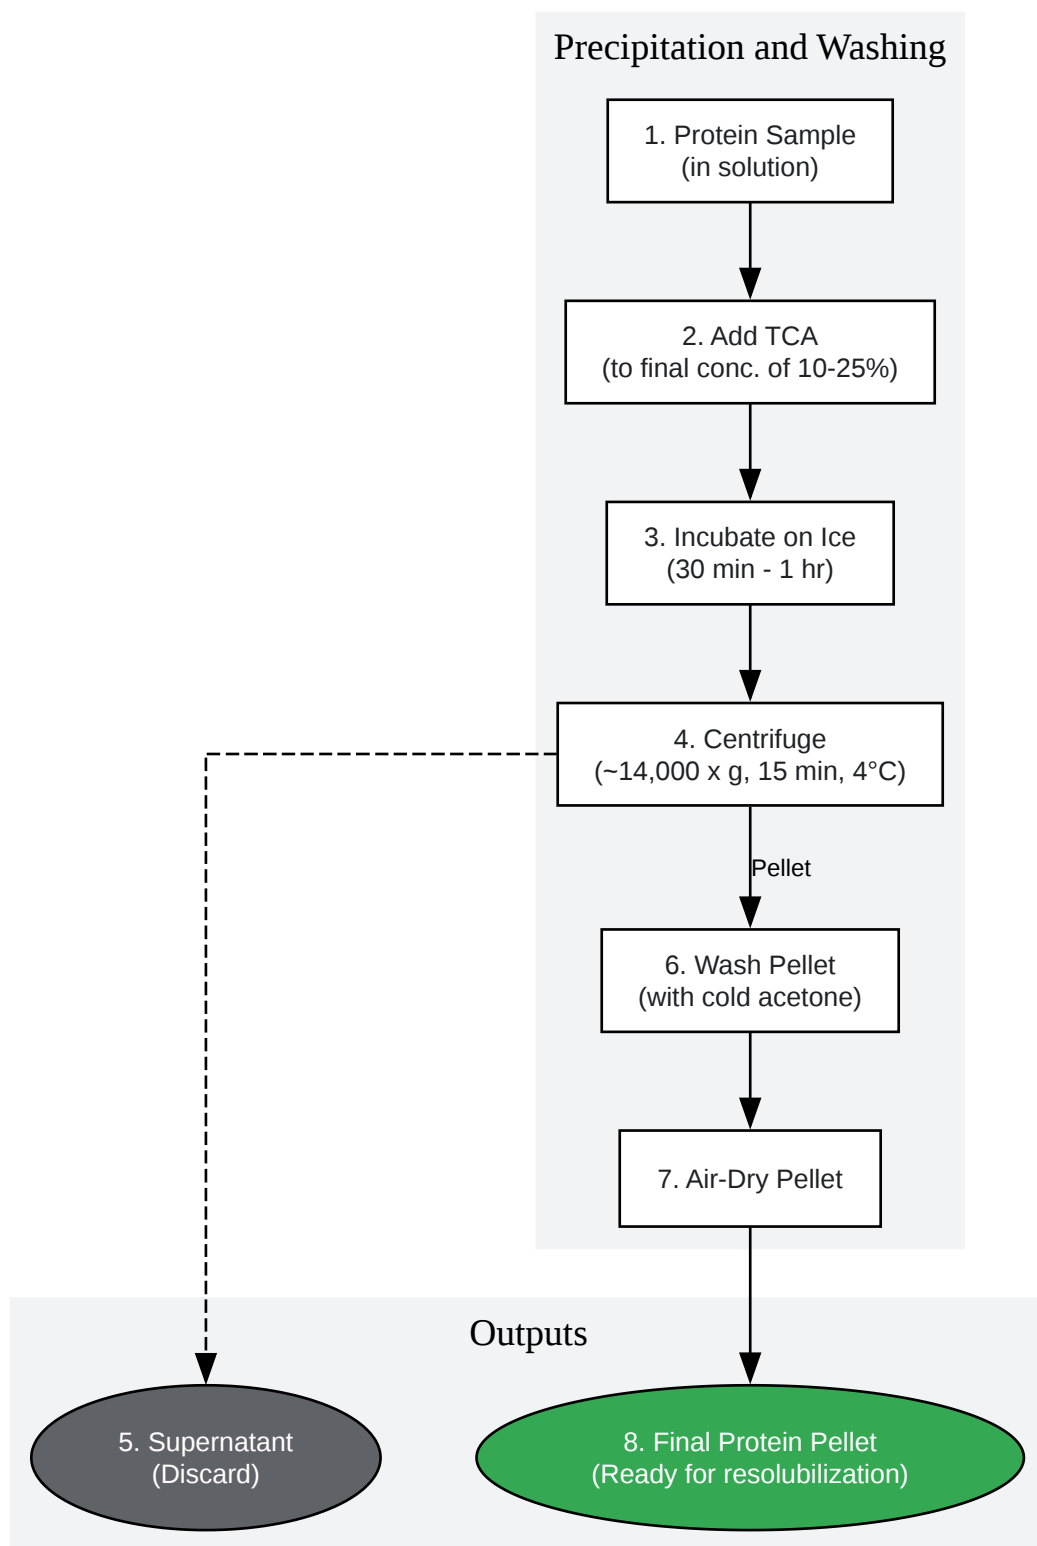 Precipitation and Washing
1. Protein Sample
(in solution)
2. Add TCA
(to final conc. of 10-25%)
3. Incubate on Ice
(30 min - 1 hr)
4. Centrifuge
(~14,000 x g, 15 min, 4°C)
Pellet
6. Wash Pellet
(with cold acetone)
7. Air-Dry Pellet
Outputs
5. Supernatant
(Discard)
8. Final Protein Pellet
(Ready for resolubilization)